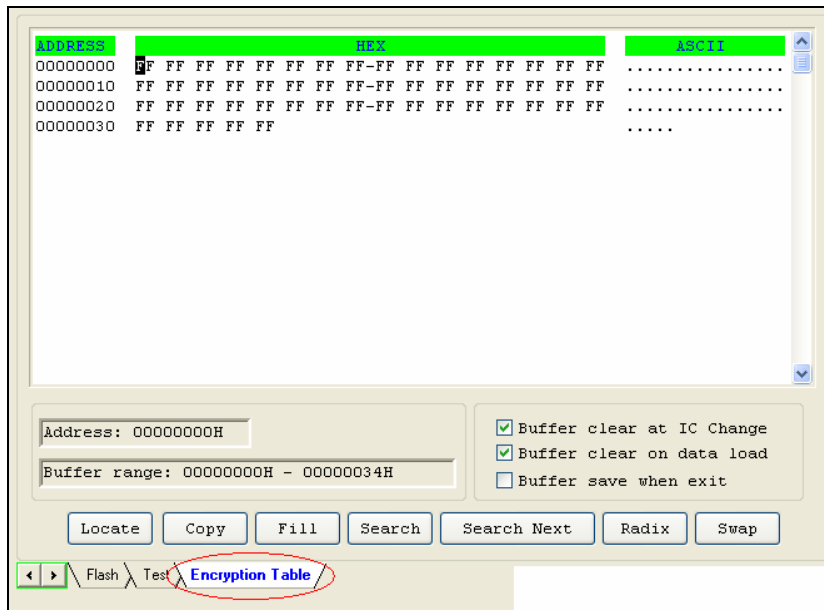 ADDRESS HEX ASCII
00000000 FF FF FF FF FF FF FF FF-FF FF FF FF FF FF FF FF ................
00000010 FF FF FF FF FF FF FF FF-FF FF FF FF FF FF FF FF ................
00000020 FF FF FF FF FF FF FF FF-FF FF FF FF FF FF FF FF ................
00000030 FF FF FF FF FF .....
Address: 00000000H
Buffer range: 00000000H - 00000034H
Buffer clear at IC Change
Buffer clear on data load
Buffer save when exit
Locate Copy Fill Search Search Next Radix Swap
Flash Test Encryption Table